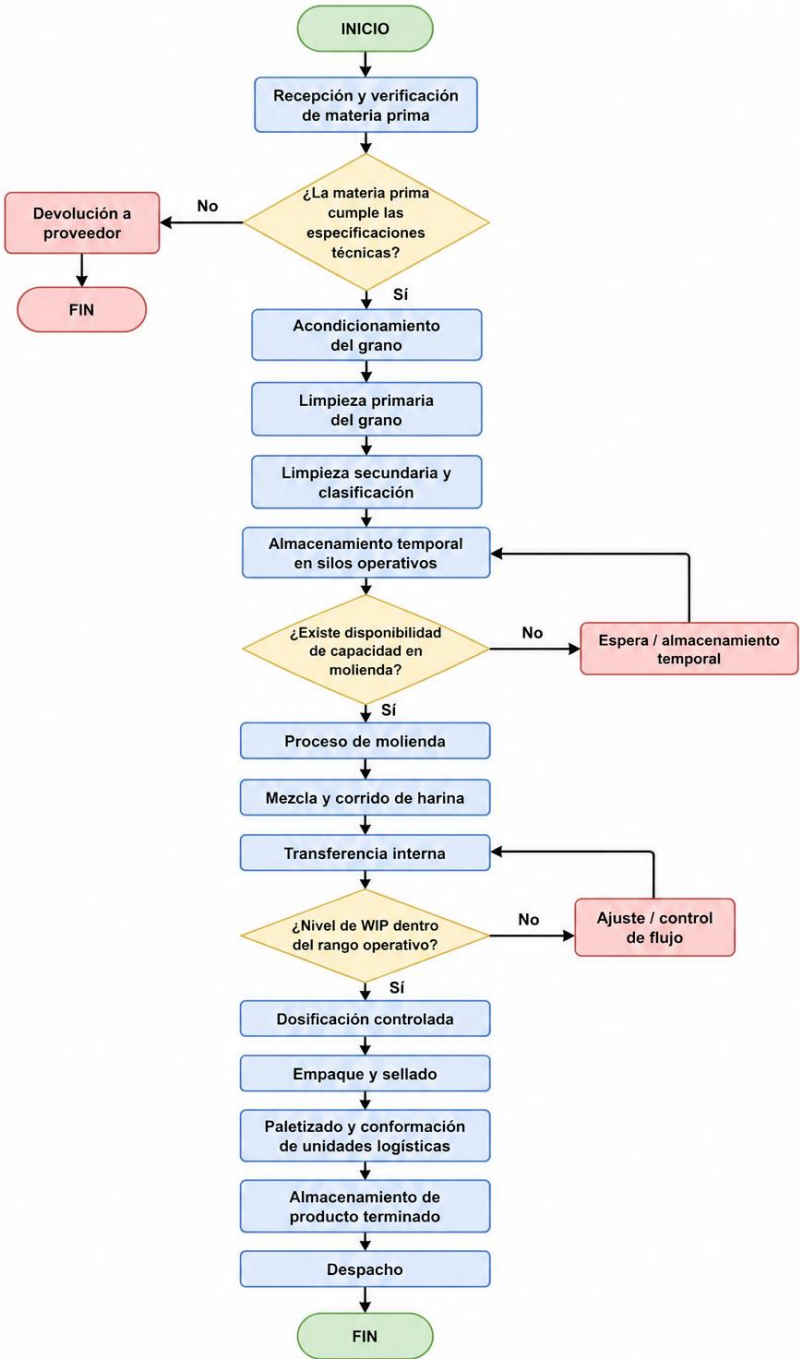 INICIO
Recepción y verificación
de materia prima
¿La materia prima
cumple las
especificaciones
técnicas?
No
Devolución a
proveedor
FIN
Sí
Acondicionamiento
del grano
Limpieza primaria
del grano
Limpieza secundaria y
clasificación
Almacenamiento temporal
en silos operativos
¿Existe disponibilidad
de capacidad en
molienda?
No
Espera / almacenamiento
temporal
Sí
Proceso de molienda
Mezcla y corrido de harina
Transferencia interna
¿Nivel de WIP dentro
del rango operativo?
No
Ajuste / control
de flujo
Sí
Dosificación controlada
Empaque y sellado
Paletizado y conformación
de unidades logísticas
Almacenamiento de
producto terminado
Despacho
FIN